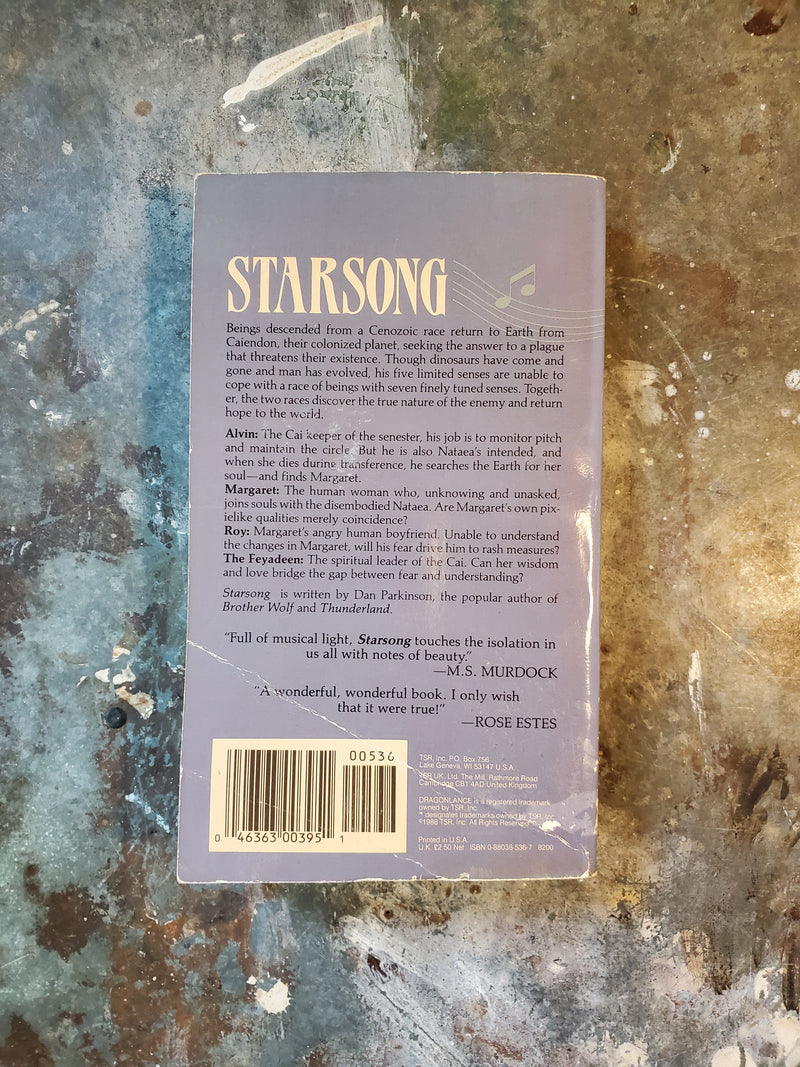 STARSONG
Beings descended from a Cenozoic race return to Earth from
Caiendon, their colonized planet, seeking the answer to a plague
that threatens their existence. Though dinosaurs have come and
gone and man has evolved, his five limited senses are unable to
cope with a race of beings with seven finely tuned senses. Togeth-
er, the two races discover the true nature of the enemy and return
hope to the world.
Alvin: The Cai keeper of the senester, his job is to monitor pitch
and maintain the circle. But he is also Nataea's intended, and
when she dies during transference, he searches the Earth for her
soul—and finds Margaret.
Margaret: The human woman who, unknowing and unasked,
joins souls with the disembodied Nataea. Are Margaret's own pix-
ielike qualities merely coincidence?
Roy: Margaret's angry human boyfriend. Unable to understand
the changes in Margaret, will his fear drive him to rash measures?
The Feyadeen: The spiritual leader of the Cai. Can her wisdom
and love bridge the gap between fear and understanding?
Starsong is written by Dan Parkinson, the popular author of
Brother Wolf and Thunderland.
"Full of musical light, Starsong touches the isolation in
us all with notes of beauty."
—M.S. MURDOCK
"A wonderful, wonderful book. I only wish
that it were true!"
—ROSE ESTES
00536
0 46363 00395 1
TSR, Inc. P.O. Box 756
Lake Geneva, WI 53147 U.S.A.
TSR UK, Ltd. The Mill, Rathmore Road
Cambridge CB1 4AD United Kingdom
DRAGONLANCE is a registered trademark
owned by TSR, Inc.
™ designates trademarks owned by TSR, Inc.
©1988 TSR, Inc. All Rights Reserved.
Printed in U.S.A.
U.K. £2.50 Net ISBN 0-88038-536-7 8200